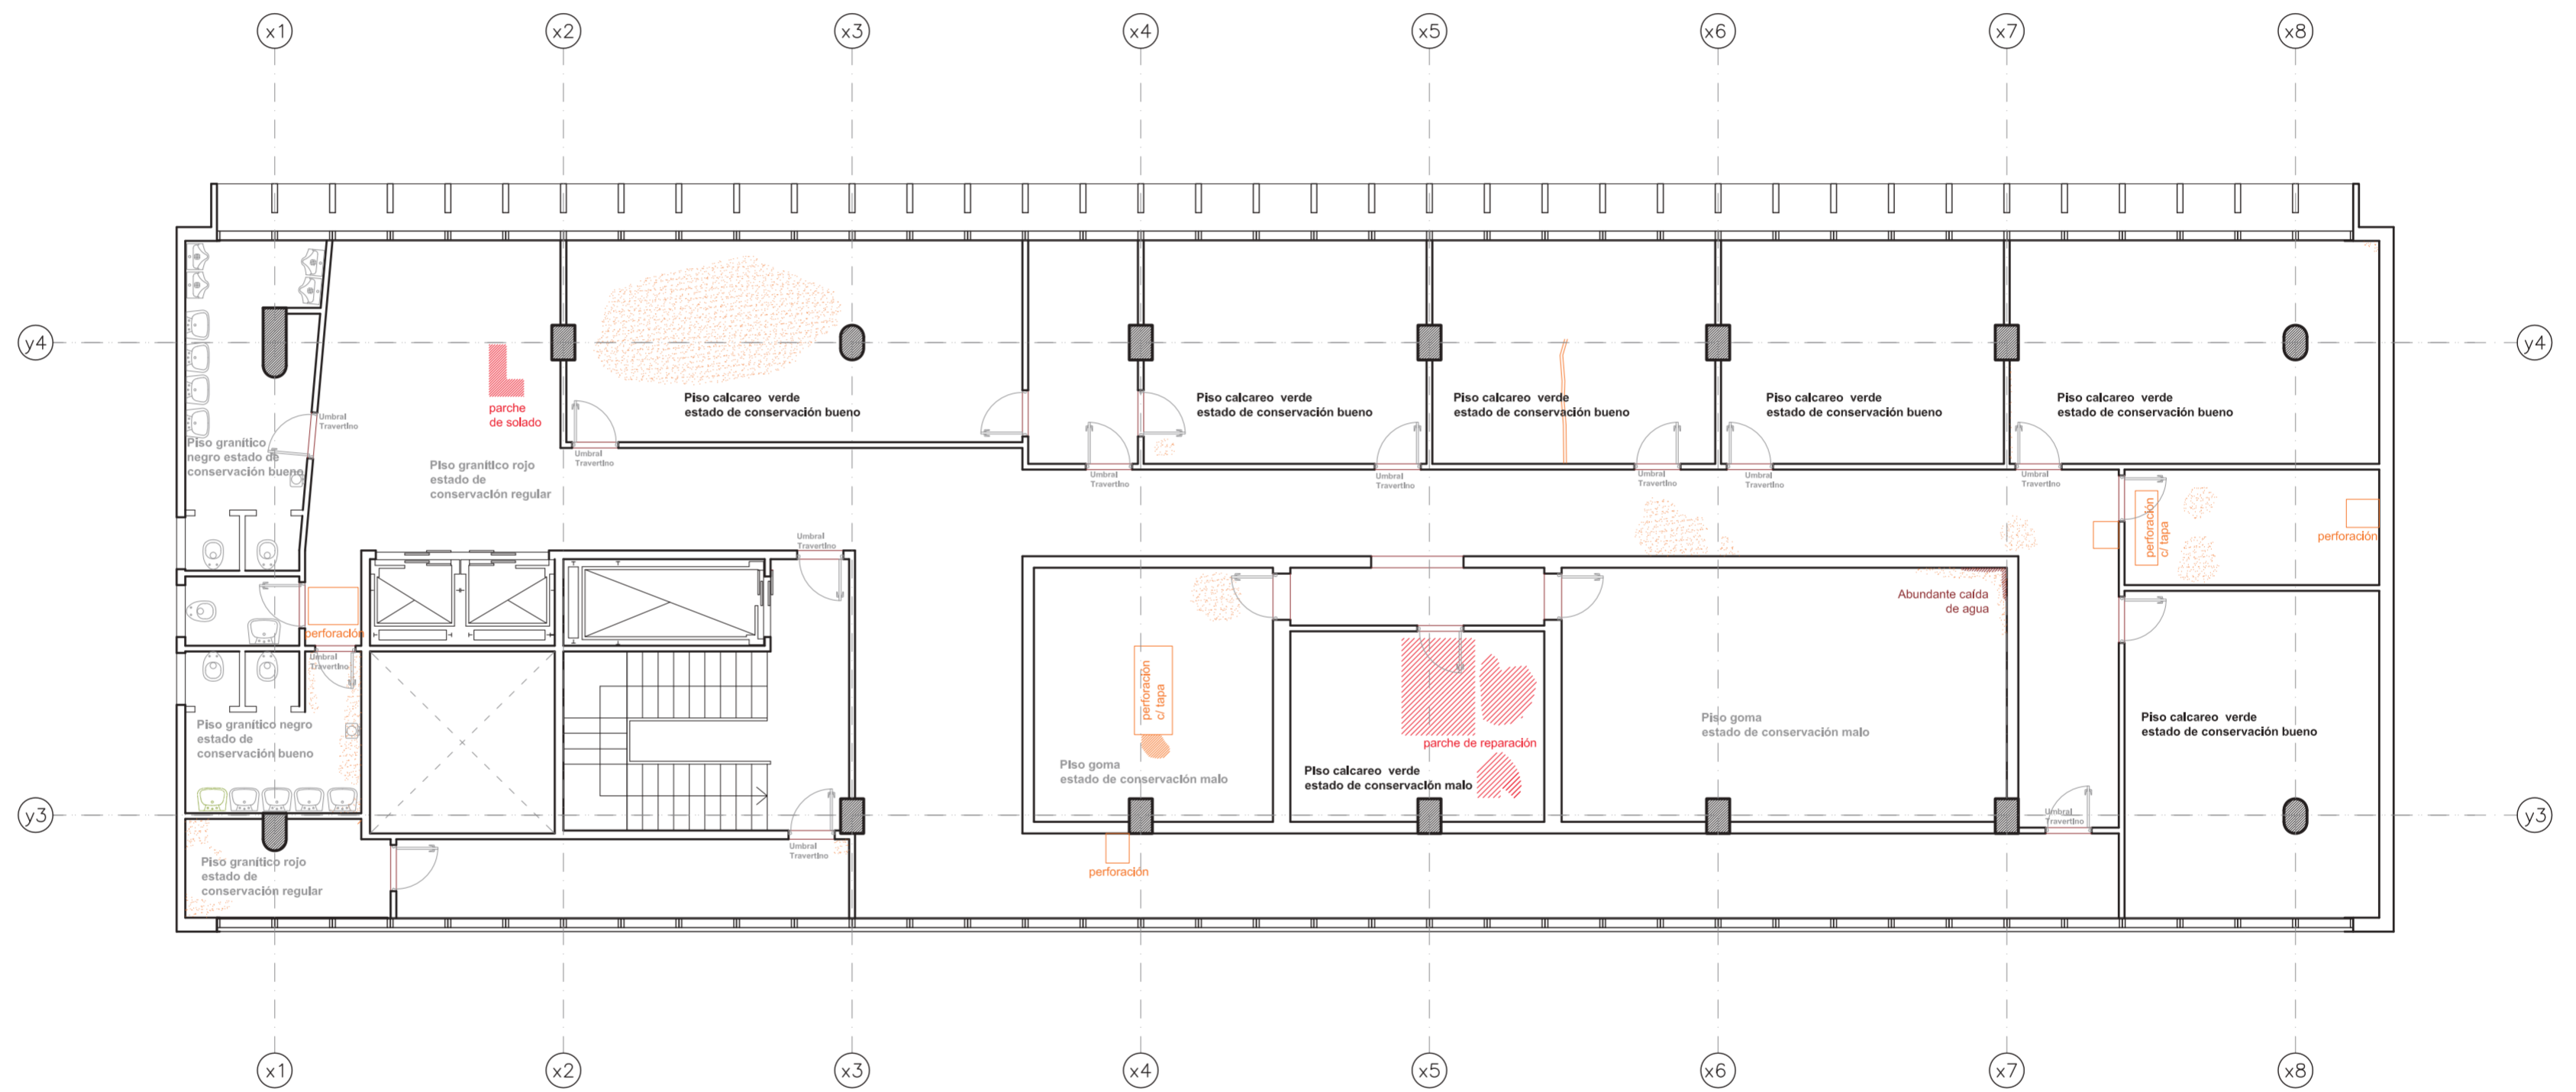 x1
x2
x3
x4
x5
x6
x7
x8
y4
y4
Piso calcareo verde
estado de conservación bueno
Piso calcareo verde
estado de conservación bueno
Piso calcareo verde
estado de conservación bueno
Piso calcareo verde
estado de conservación bueno
Piso calcareo verde
estado de conservación bueno
parche
de solado
Umbral
Travertino
Piso granítico
negro estado de
conservación bueno
Piso granítico rojo
estado de
conservación regular
Umbral
Travertino
Umbral
Travertino
Umbral
Travertino
Umbral
Travertino
Umbral
Travertino
Umbral
Travertino
perforación
c/ tapa
perforación
Umbral
Travertino
Abundante caída
de agua
perforación
Umbral
Travertino
perforación
c/ tapa
Piso granítico negro
estado de
conservación bueno
Piso goma
estado de conservación malo
parche de reparación
Piso calcareo verde
estado de conservación malo
Piso goma
estado de conservación malo
Piso calcareo verde
estado de conservación bueno
y3
y3
Umbral
Travertino
Umbral
Travertino
Piso granítico rojo
estado de
conservación regular
perforación
x1
x2
x3
x4
x5
x6
x7
x8